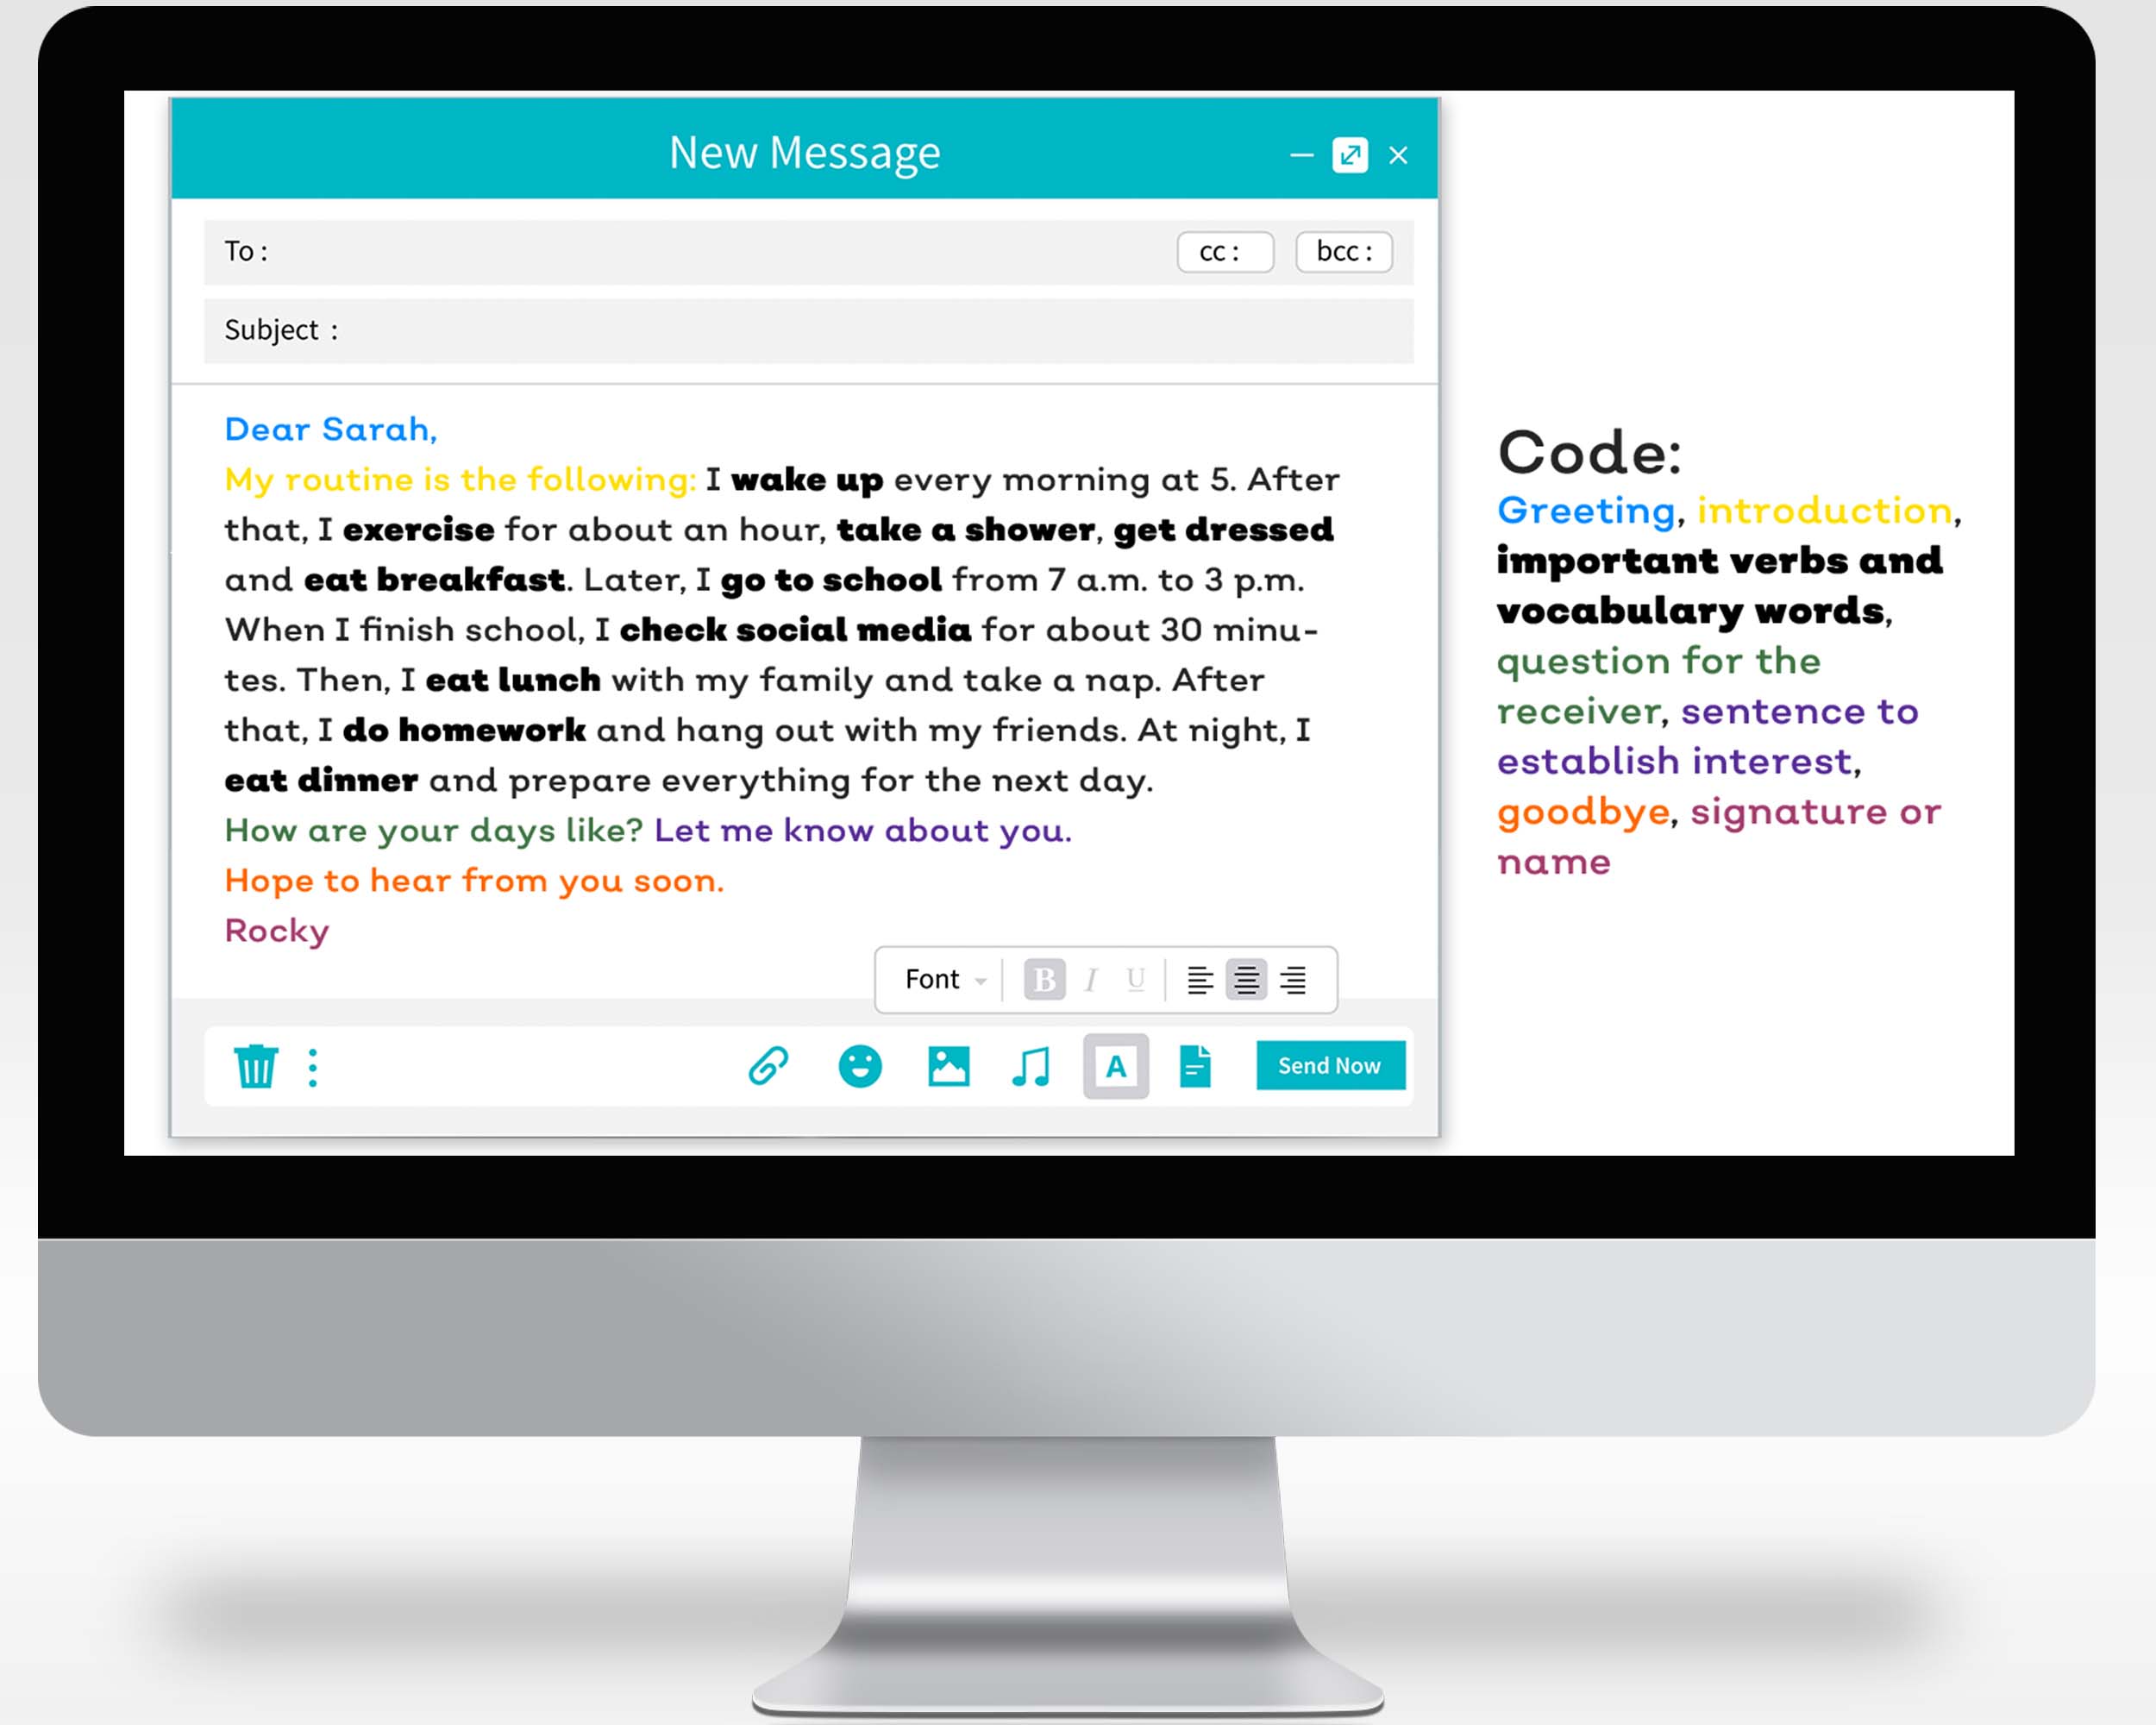 New Message
To :
cc :
bcc :
Subject :
Dear Sarah,
My routine is the following: I wake up every morning at 5. After
that, I exercise for about an hour, take a shower, get dressed
and eat breakfast. Later, I go to school from 7 a.m. to 3 p.m.
When I finish school, I check social media for about 30 minu-
tes. Then, I eat lunch with my family and take a nap. After
that, I do homework and hang out with my friends. At night, I
eat dinner and prepare everything for the next day.
How are your days like? Let me know about you.
Hope to hear from you soon.
Rocky
Font B I U
A
Send Now
Code:
Greeting, introduction,
important verbs and
vocabulary words,
question for the
receiver, sentence to
establish interest,
goodbye, signature or
name